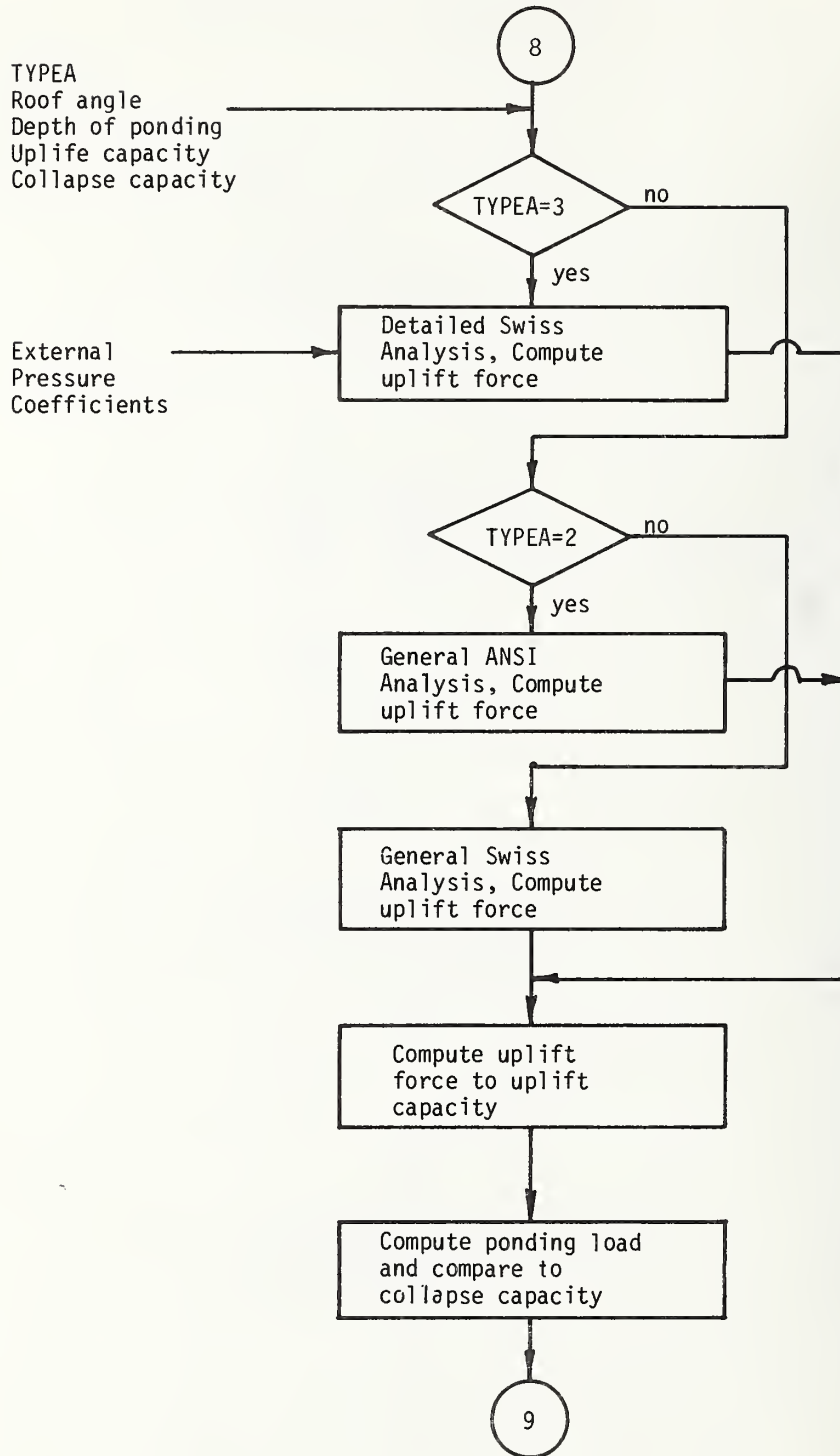 8
TYPEA
Roof angle
Depth of ponding
Uplife capacity
Collapse capacity
TYPEA=3
no
yes
External
Pressure
Coefficients
Detailed Swiss
Analysis, Compute
uplift force
TYPEA=2
no
yes
General ANSI
Analysis, Compute
uplift force
General Swiss
Analysis, Compute
uplift force
Compute uplift
force to uplift
capacity
Compute ponding load
and compare to
collapse capacity
9